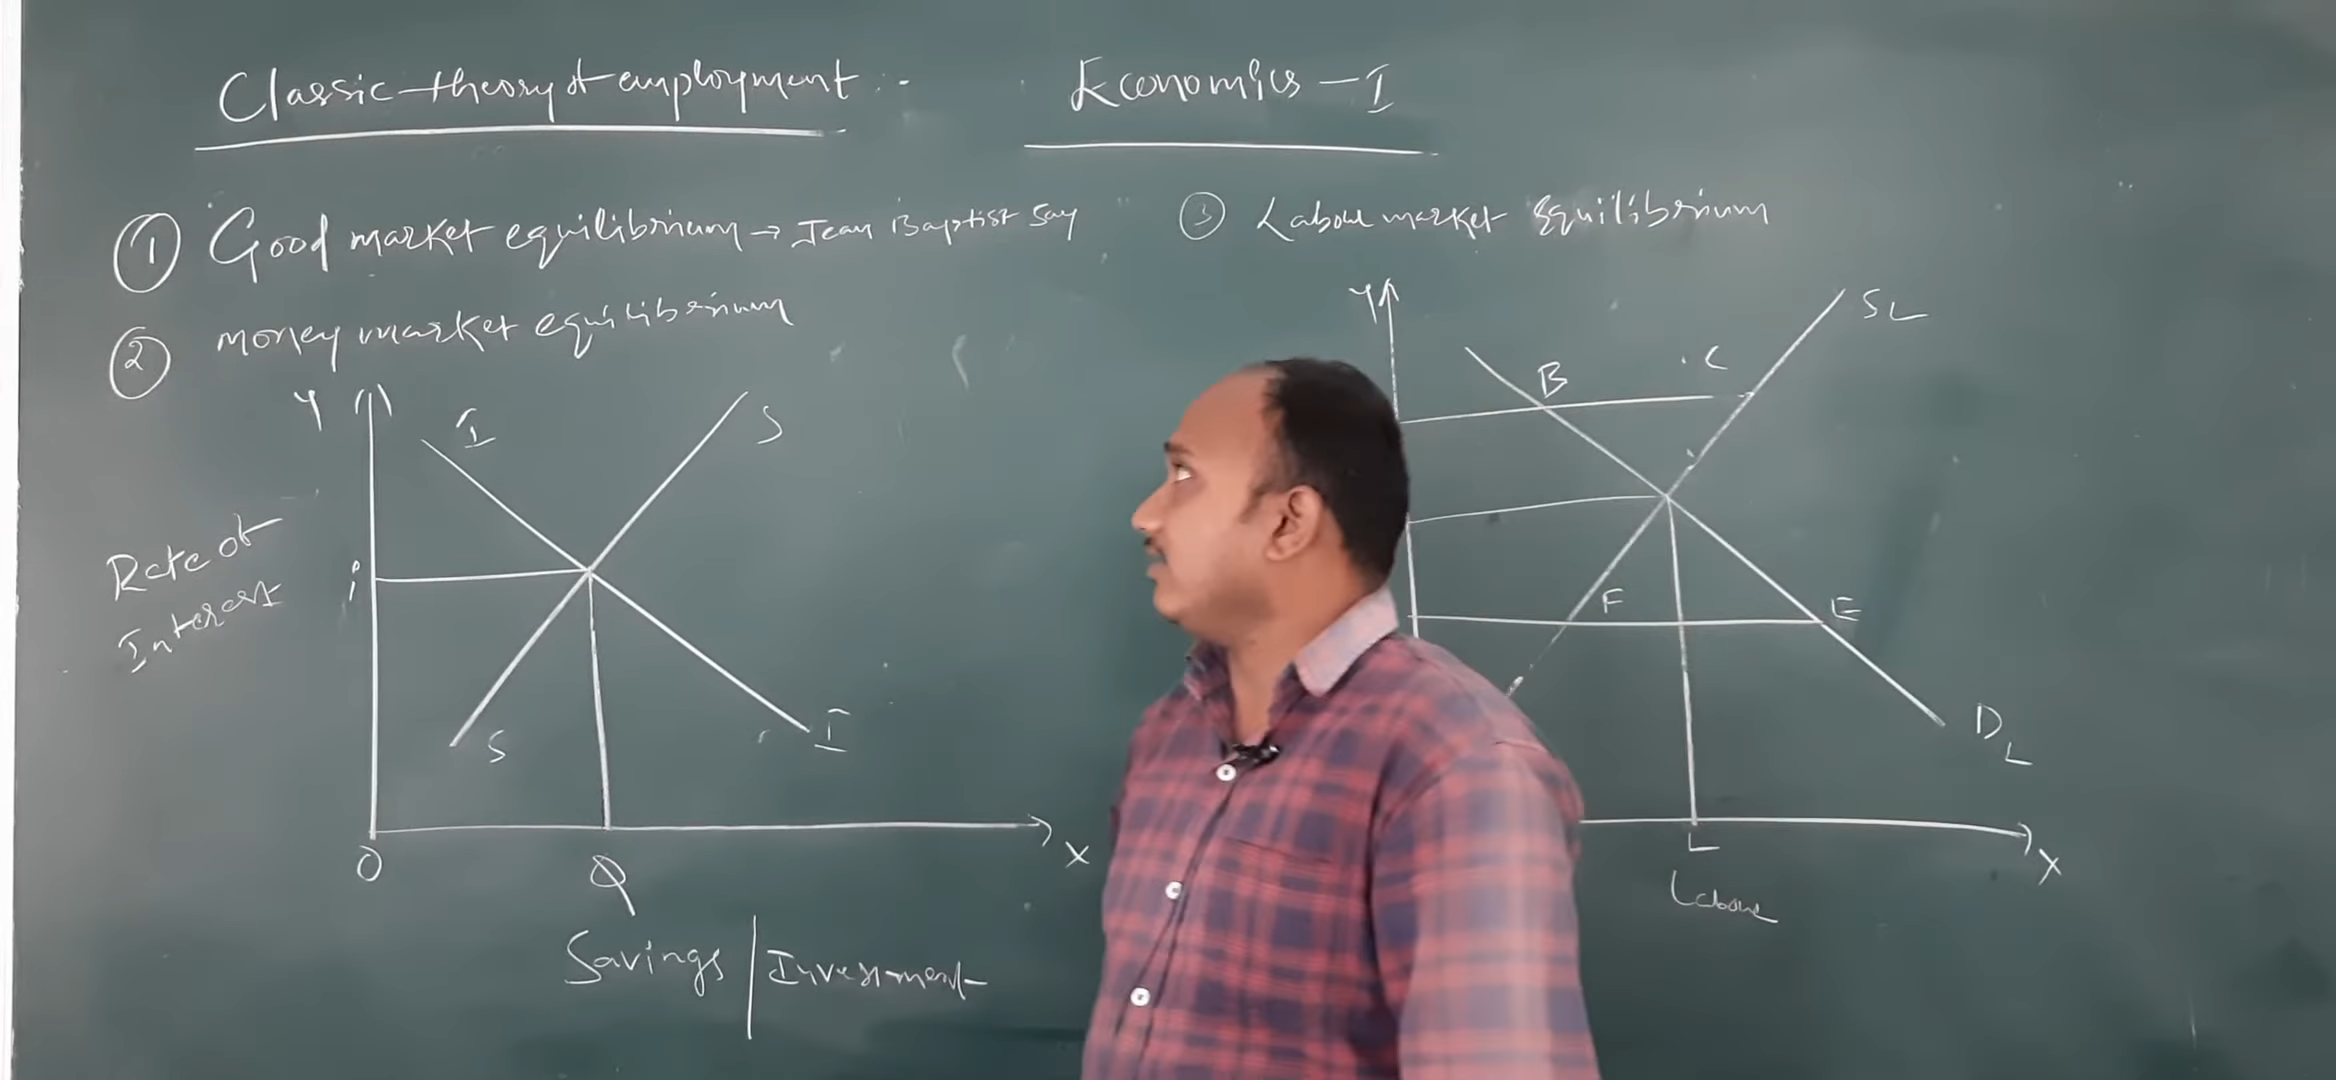 Classic theory of employment :-
Economics - I
① Good market equilibrium → Jean Baptist Say
② money market equilibrium
Y
I
S
Rate of
Interest
i
S
I
O
Q
X
Savings / Investment
③ Labour market Equilibrium
Y
SL
B
C
F
E
DL
L
X
Labour